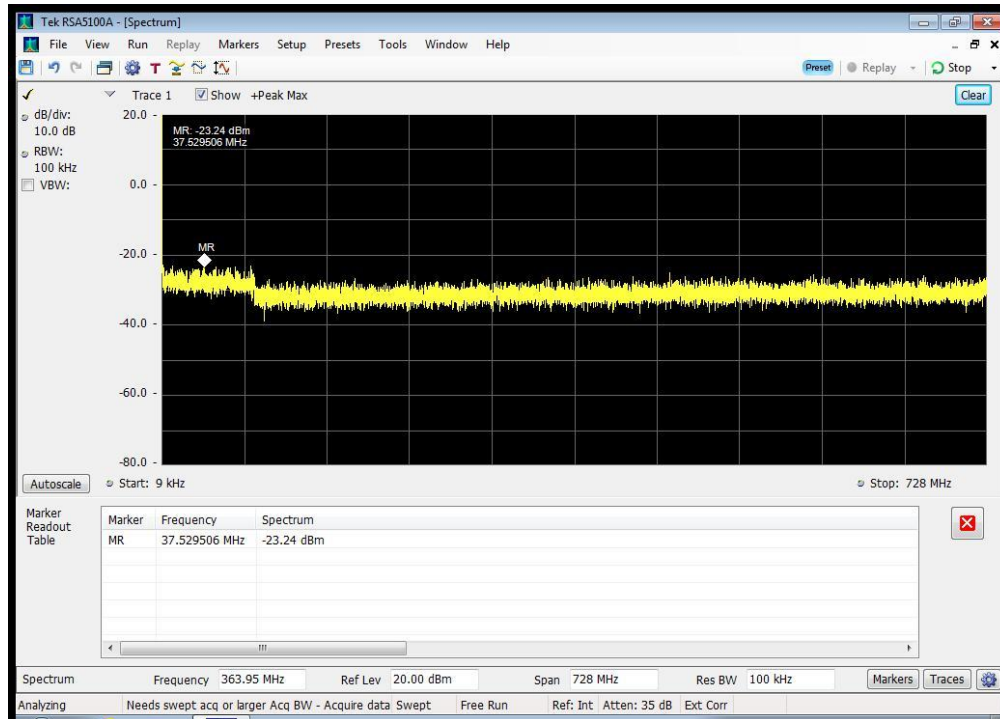 Tek RSA5100A - [Spectrum]
File View Run Replay Markers Setup Presets Tools Window Help
T Preset Replay Stop
Trace 1 Show +Peak Max Clear
dB/div:
10.0 dB
RBW:
100 kHz
VBW:
20.0
MR: -23.24 dBm
37.529506 MHz
0.0
MR
-20.0
-40.0
-60.0
-80.0
Autoscale Start: 9 kHz Stop: 728 MHz
Marker
Readout
Table
Marker Frequency Spectrum
MR 37.529506 MHz -23.24 dBm
Spectrum Frequency 363.95 MHz Ref Lev 20.00 dBm Span 728 MHz Res BW 100 kHz Markers Traces
Analyzing Needs swept acq or larger Acq BW - Acquire data Swept Free Run Ref: Int Atten: 35 dB Ext Corr